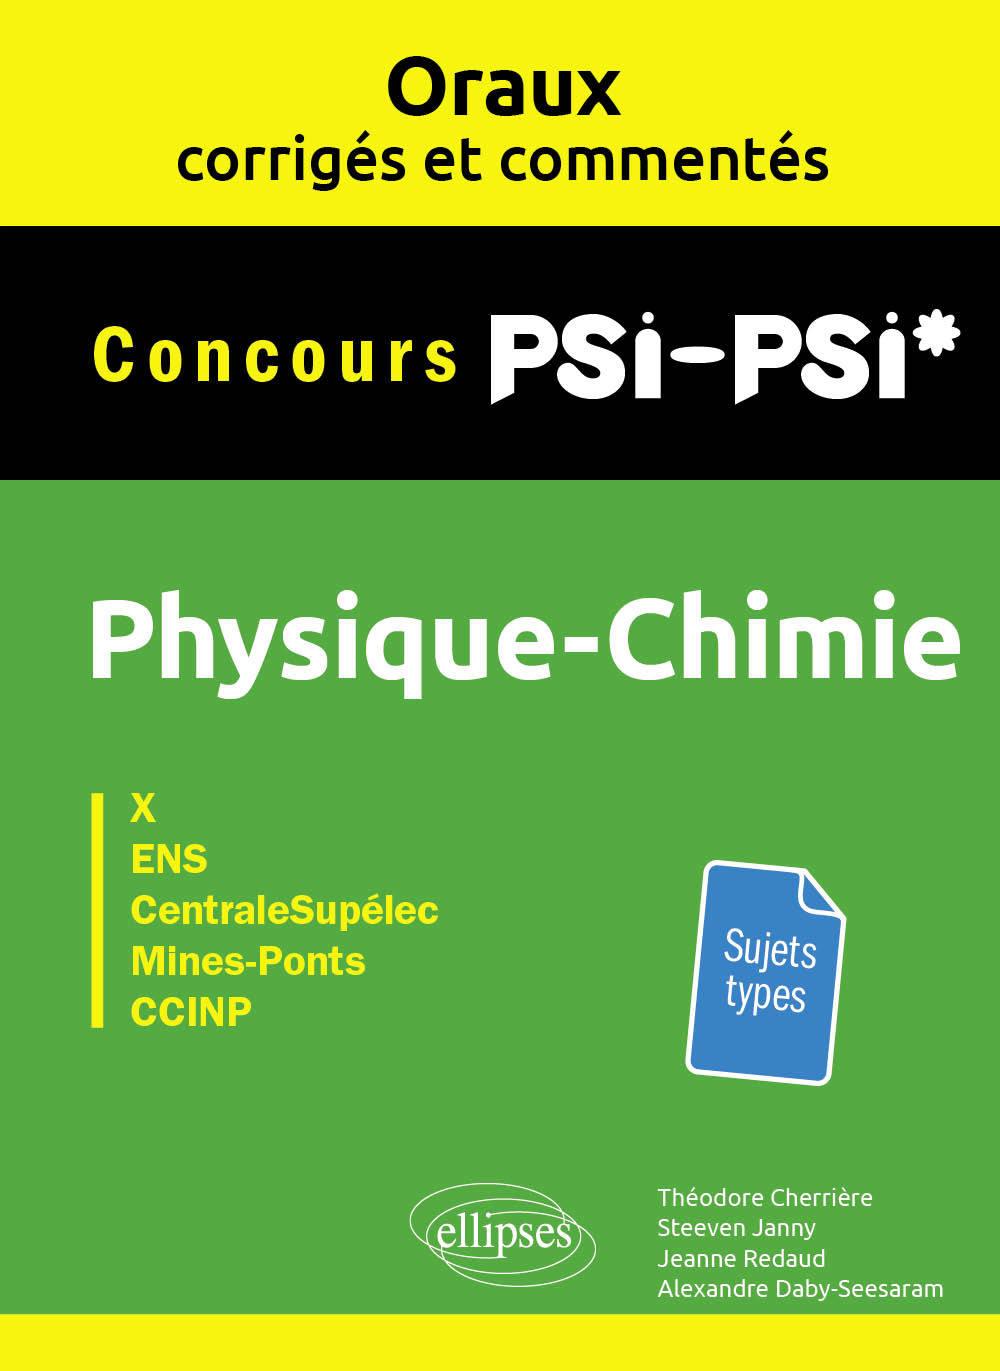 Oraux
corrigés et commentés
Concours PSi-PSi*
Physique-Chimie
X
ENS
CentraleSupélec
Mines-Ponts
CCINP
Sujets
types
ellipses
Théodore Cherrière
Steeven Janny
Jeanne Redaud
Alexandre Daby-Seesaram